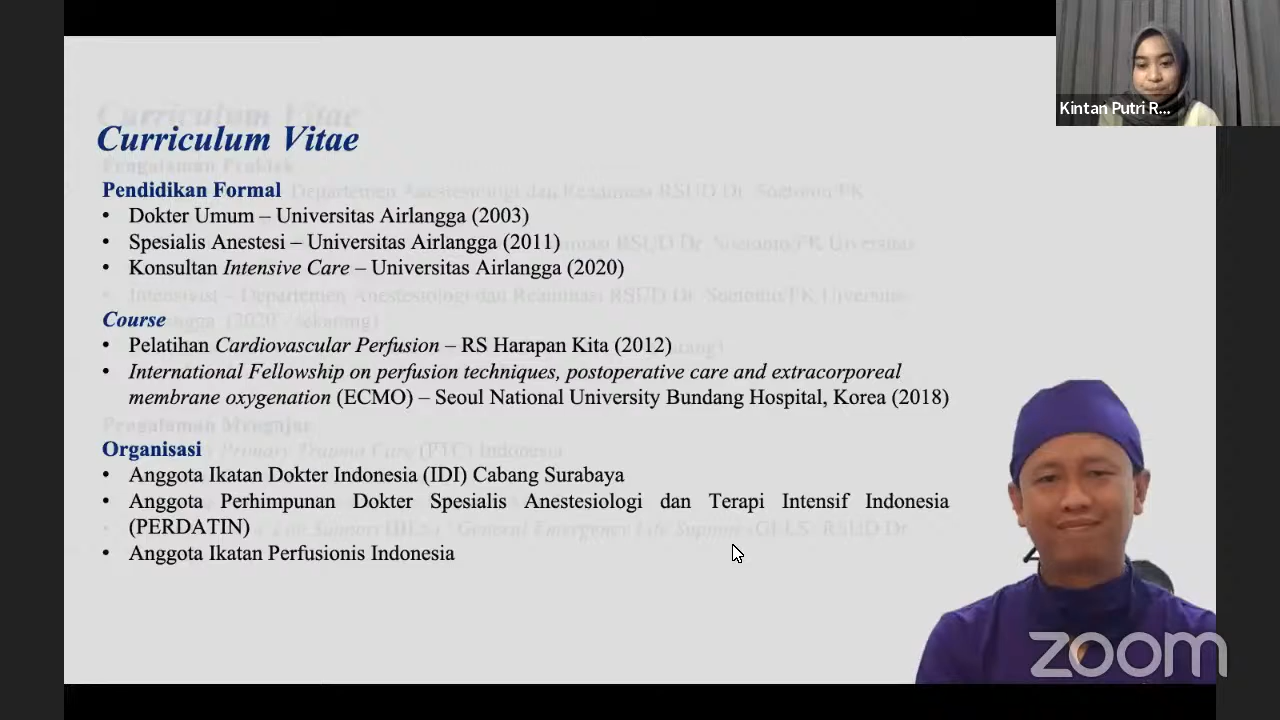 Curriculum Vitae
Pendidikan Formal
• Dokter Umum – Universitas Airlangga (2003)
• Spesialis Anestesi – Universitas Airlangga (2011)
• Konsultan Intensive Care – Universitas Airlangga (2020)
Course
• Pelatihan Cardiovascular Perfusion – RS Harapan Kita (2012)
• International Fellowship on perfusion techniques, postoperative care and extracorporeal
membrane oxygenation (ECMO) – Seoul National University Bundang Hospital, Korea (2018)
Organisasi
• Anggota Ikatan Dokter Indonesia (IDI) Cabang Surabaya
• Anggota Perhimpunan Dokter Spesialis Anestesiologi dan Terapi Intensif Indonesia
(PERDATIN)
• Anggota Ikatan Perfusionis Indonesia
Kintan Putri R...
zoom